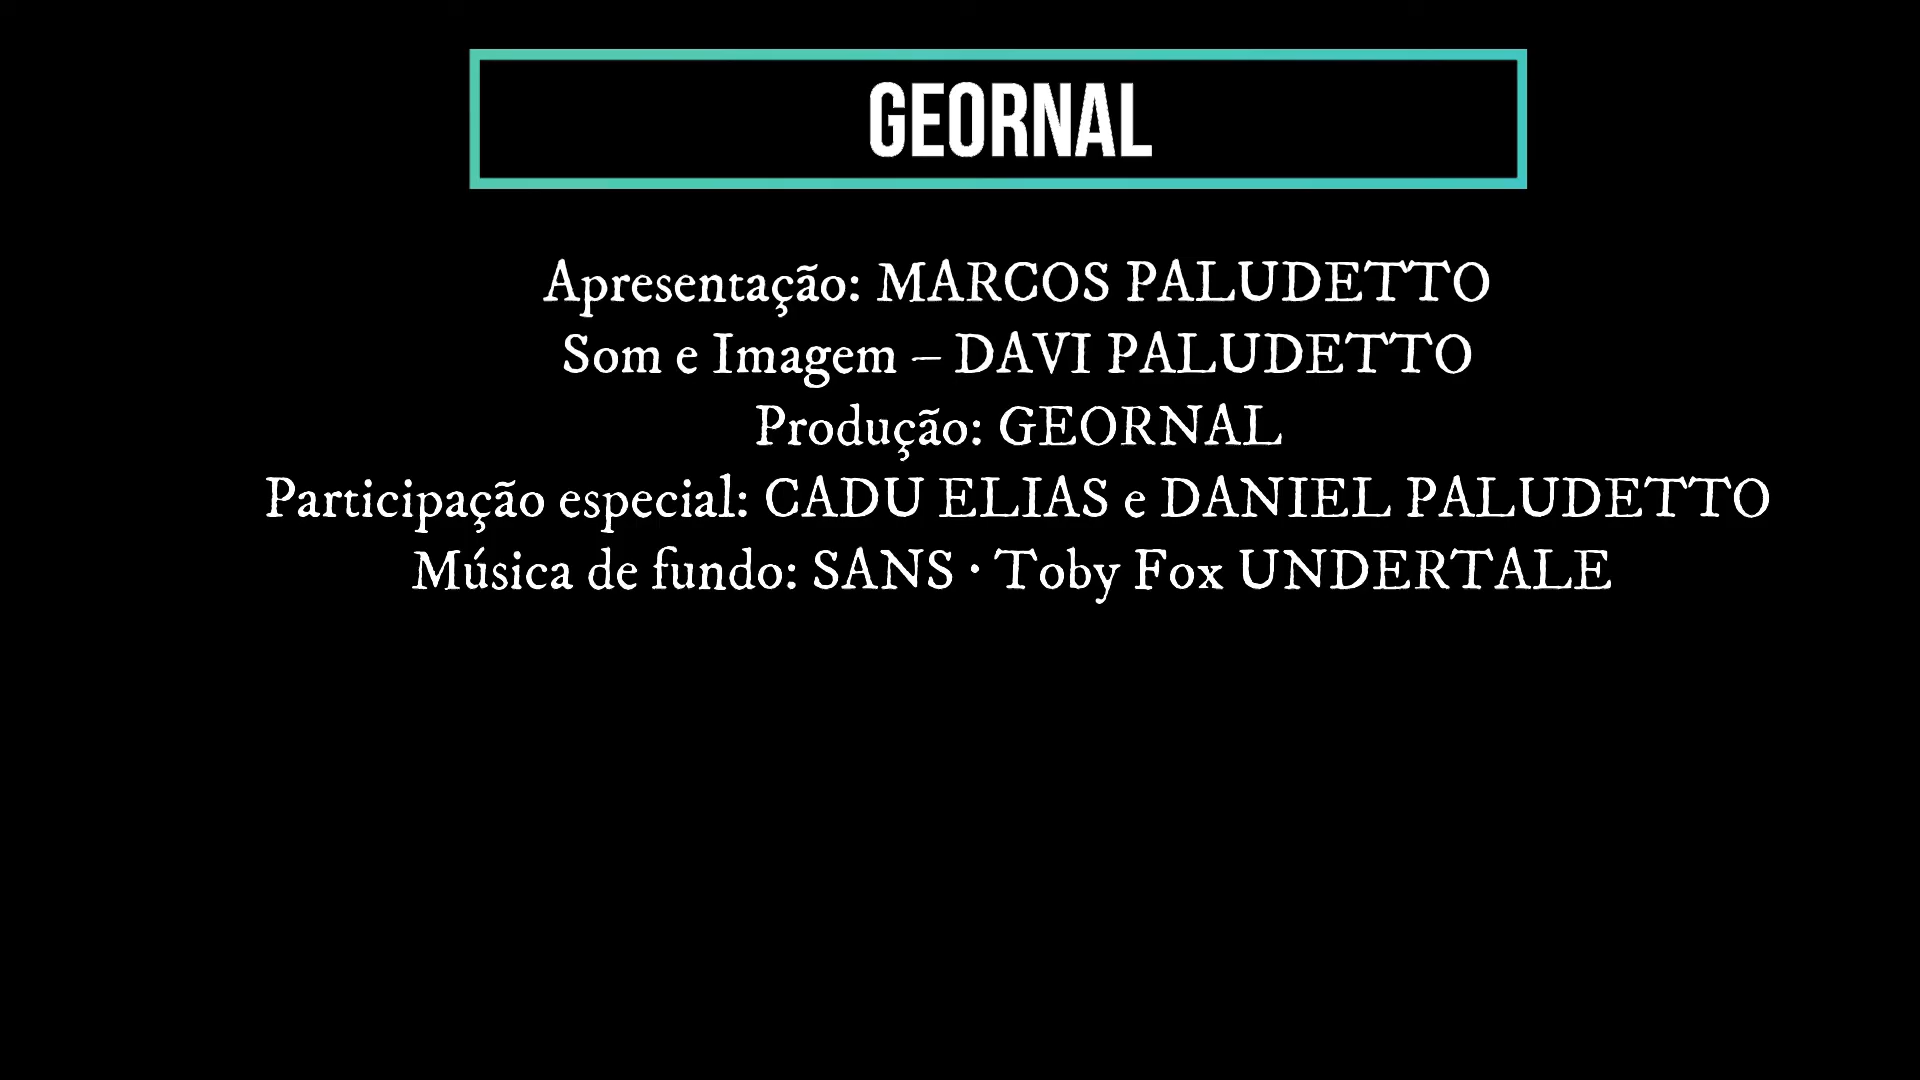 GEORNAL
Apresentação: MARCOS PALUDETTO
Som e Imagem – DAVI PALUDETTO
Produção: GEORNAL
Participação especial: CADU ELIAS e DANIEL PALUDETTO
Música de fundo: SANS · Toby Fox UNDERTALE